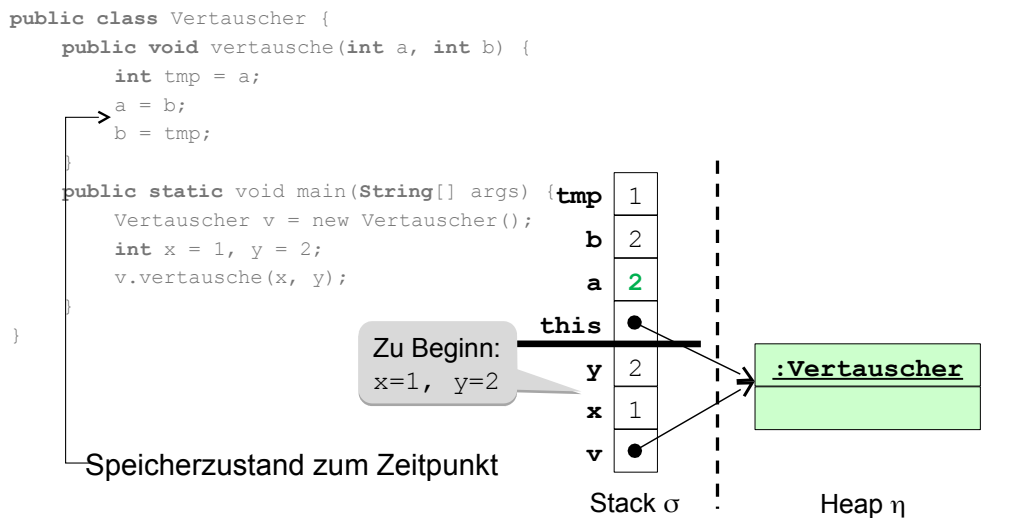 public class Vertauscher {
public void vertausche(int a, int b) {
int tmp = a;
a = b;
b = tmp;
}
public static void main(String[] args) {
Vertauscher v = new Vertauscher();
int x = 1, y = 2;
v.vertausche(x, y);
}
}
tmp 1
b 2
a 2
this
y 2
x 1
v
Zu Beginn:
x=1, y=2
:Vertauscher
Speicherzustand zum Zeitpunkt
Stack σ
Heap η